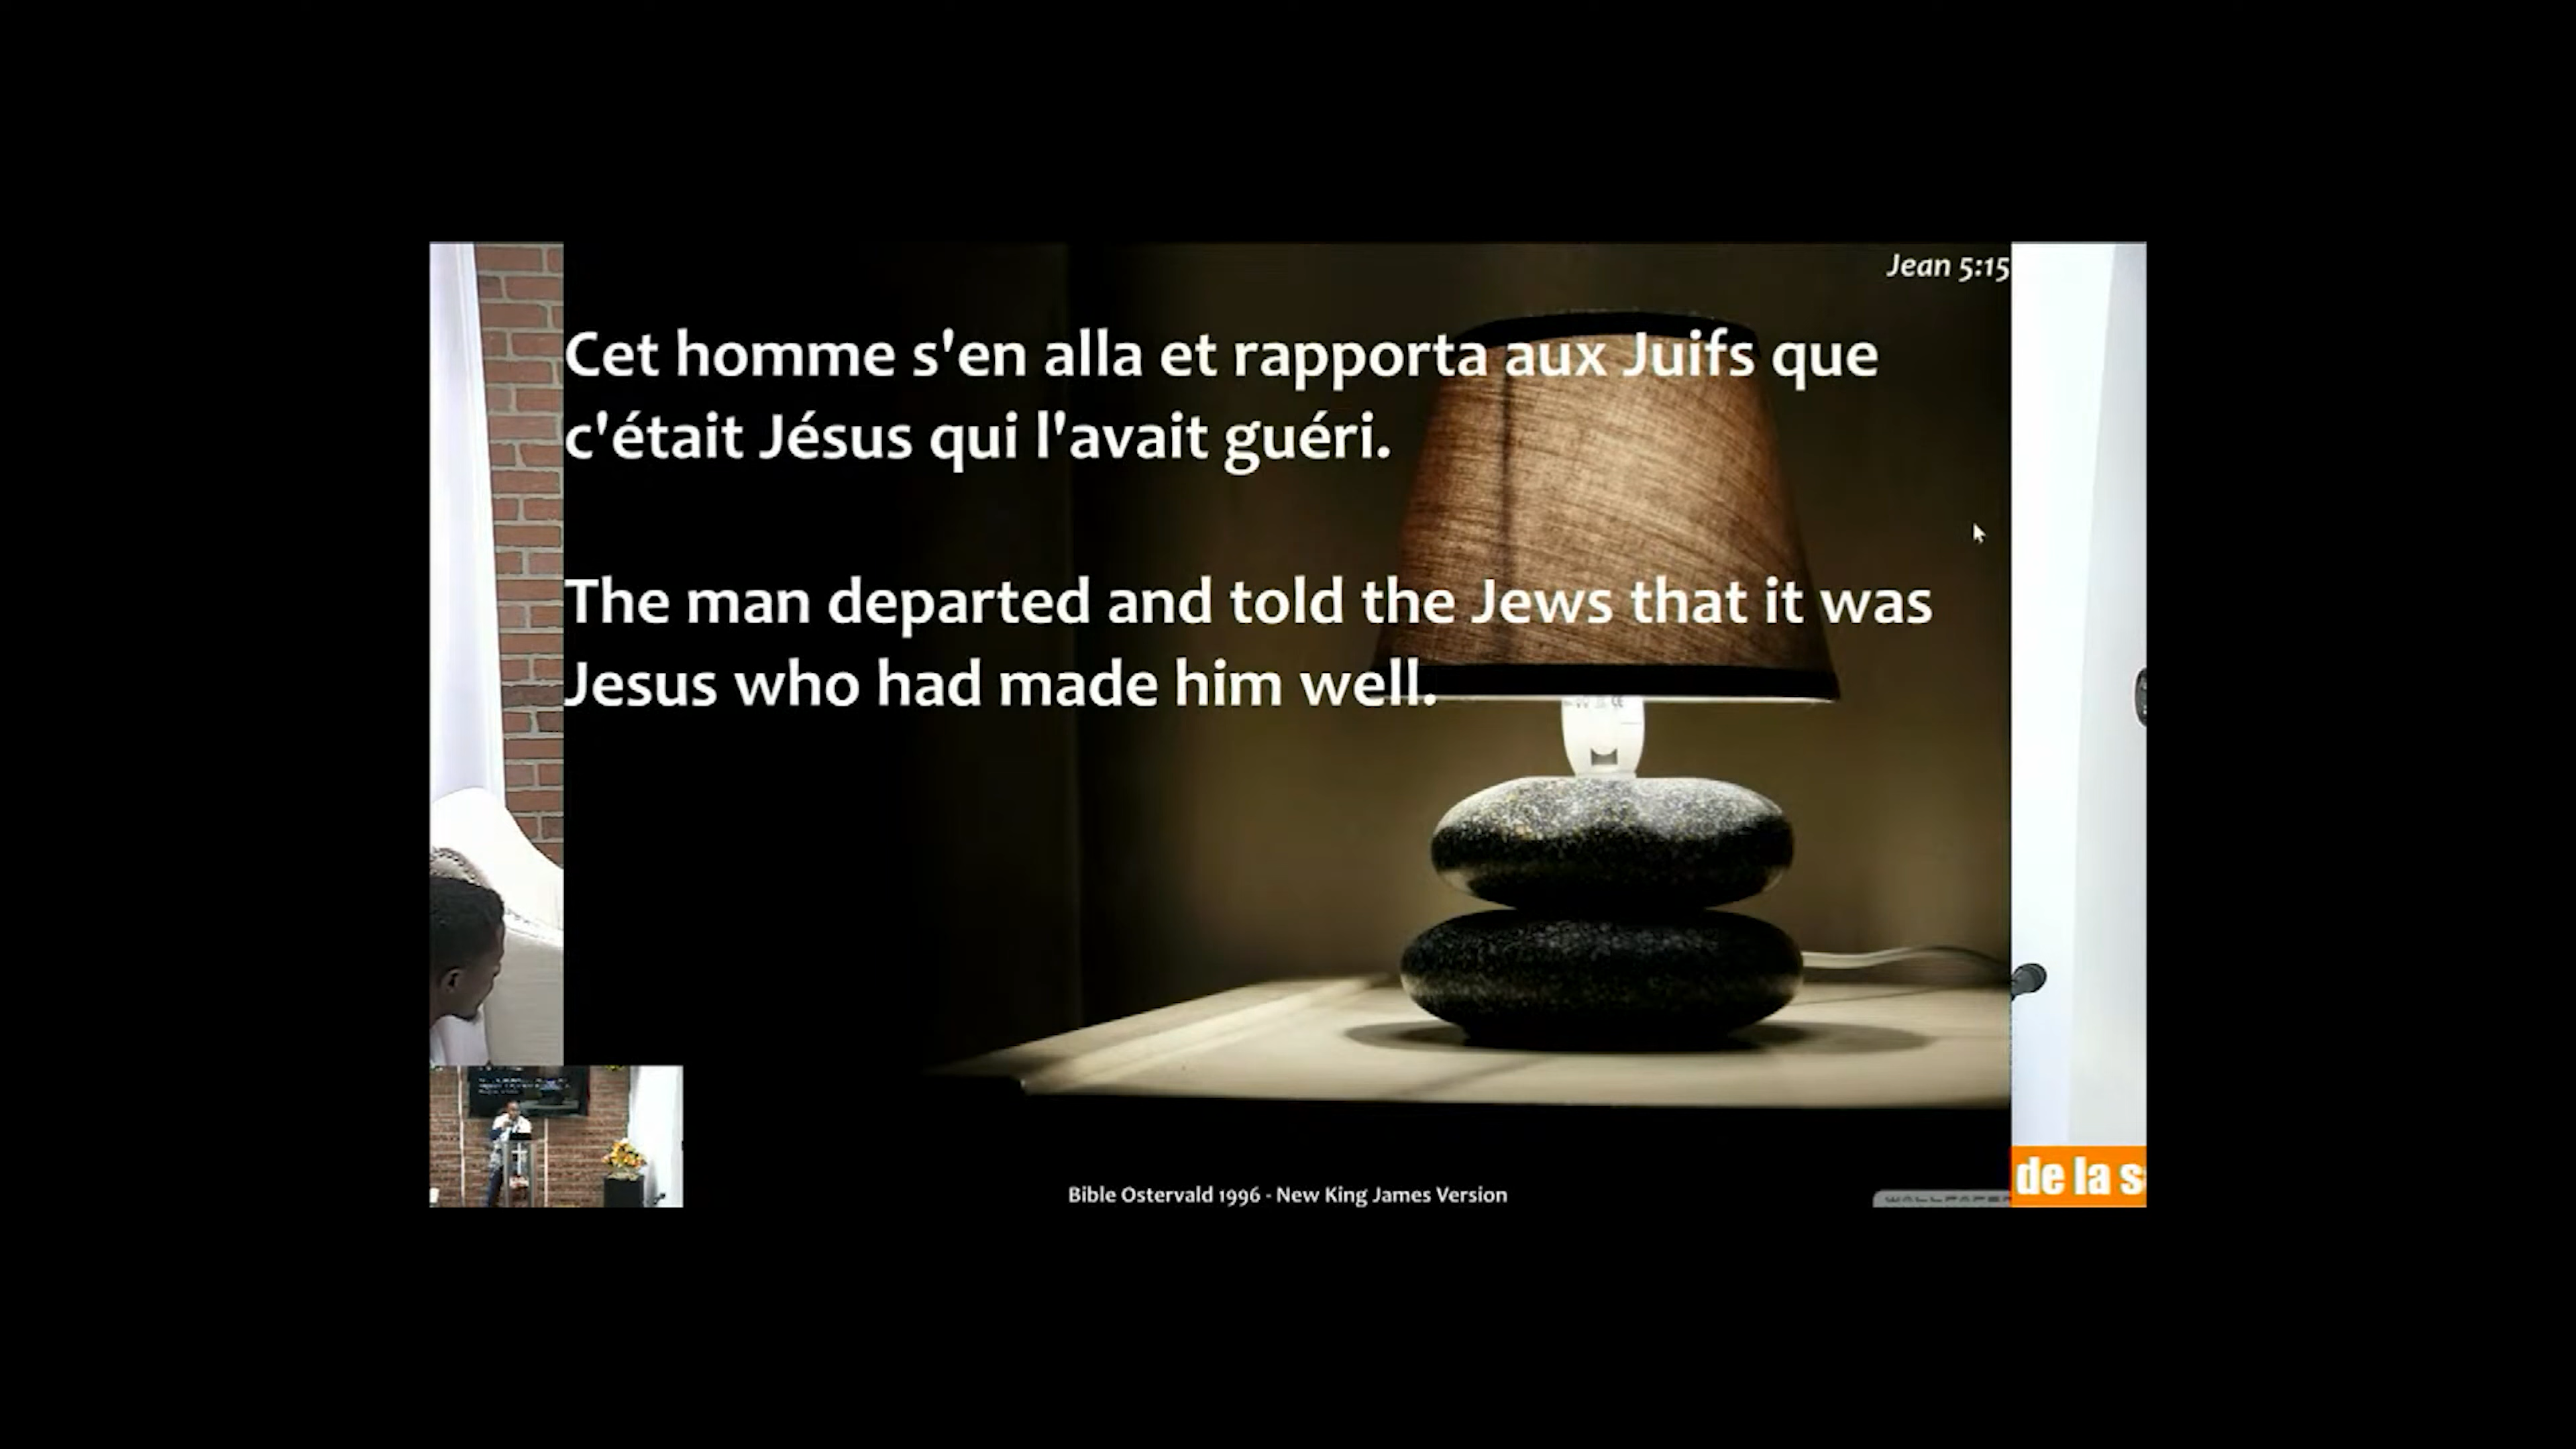 Jean 5:15
Cet homme s'en alla et rapporta aux Juifs que
c'était Jésus qui l'avait guéri.
The man departed and told the Jews that it was
Jesus who had made him well.
de la s
Bible Ostervald 1996 - New King James Version
WALLPAPER